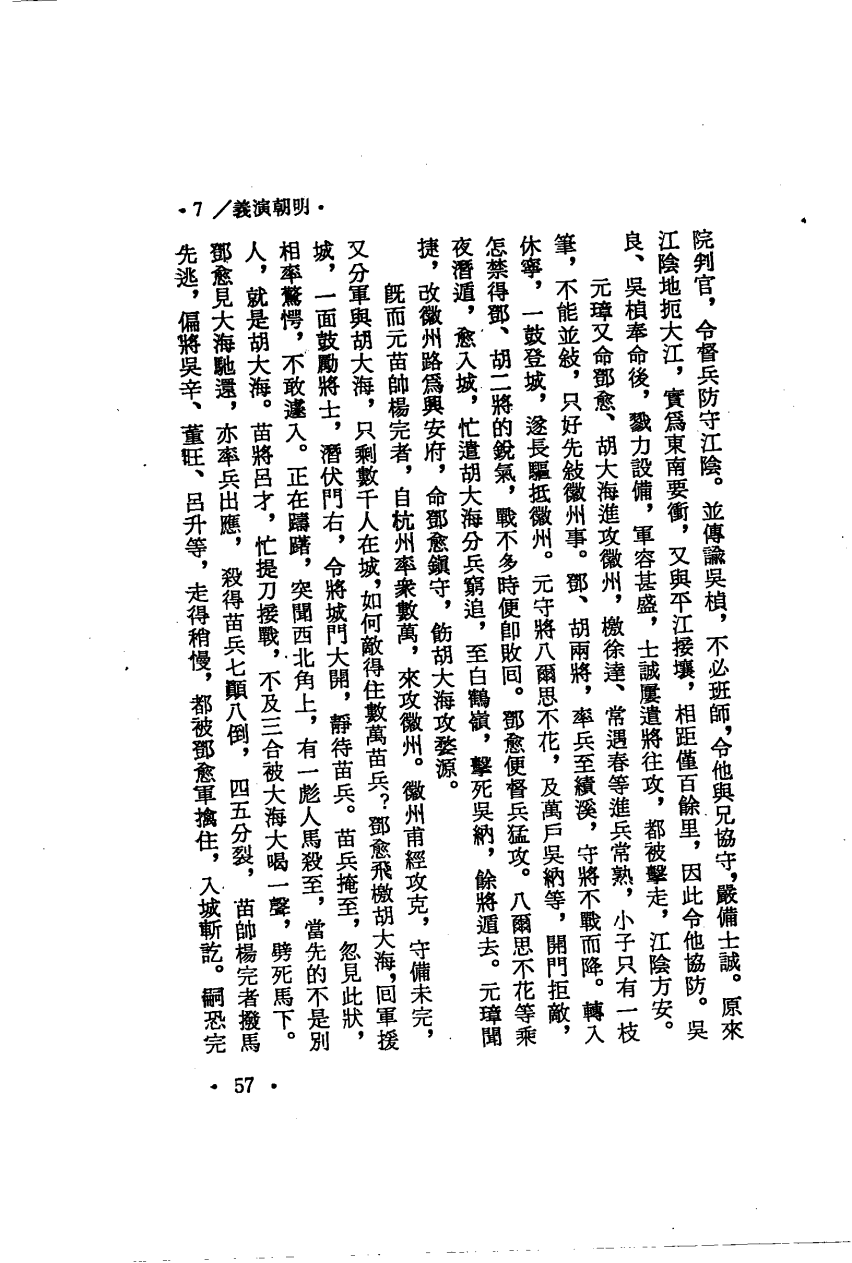 •7／義演朝明•
院判官，令督兵防守江陰。並傳諭吳楨，不必班師，令他與兄協守，嚴備士誠。原來
江陰地扼大江，實爲東南要衝，又與平江接壤，相距僅百餘里，因此令他協防。吳
良、吳楨奉命後，戮力設備，軍容甚盛，士誠屢遣將往攻，都被擊走，江陰方安。
元璋又命鄧愈、胡大海進攻徽州，檄徐達、常遇春等進兵常熟，小子只有一枝
筆，不能並敍，只好先敍徽州事。鄧、胡兩將，率兵至績溪，守將不戰而降。轉入
休寧，一鼓登城，遂長驅抵徽州。元守將八爾思不花，及萬戶吳納等，開門拒敵，
怎禁得鄧、胡二將的銳氣，戰不多時便卽敗回。鄧愈便督兵猛攻。八爾思不花等乘
夜潛遁，愈入城，忙遣胡大海分兵窮追，至白鶴嶺，擊死吳納，餘將遁去。元璋聞
捷，改徽州路爲興安府，命鄧愈鎭守，飭胡大海攻婺源。
旣而元苗帥楊完者，自杭州率衆數萬，來攻徽州。徽州甫經攻克，守備未完，
又分軍與胡大海，只剩數千人在城，如何敵得住數萬苗兵？鄧愈飛檄胡大海，回軍援
城，一面鼓勵將士，潛伏門右，令將城門大開，靜待苗兵。苗兵掩至，忽見此狀，
相率驚愕，不敢遽入。正在躊躇，突聞西北角上，有一彪人馬殺至，當先的不是別
人，就是胡大海。苗將呂才，忙提刀接戰，不及三合被大海大喝一聲，劈死馬下。
鄧愈見大海馳還，亦率兵出應，殺得苗兵七顚八倒，四五分裂，苗帥楊完者撥馬
先逃，偏將吳辛、董旺、呂升等，走得稍慢，都被鄧愈軍擒住，入城斬訖。嗣恐完
•57•